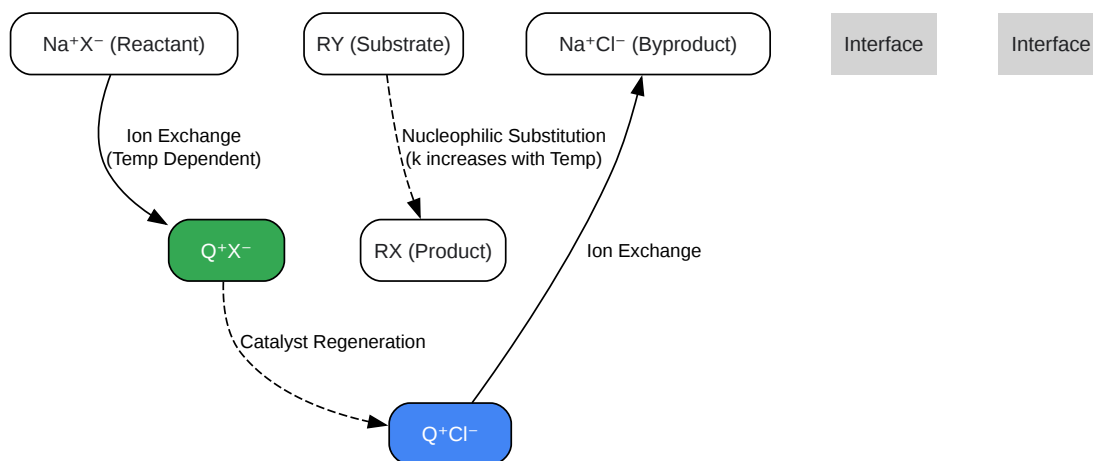 Na⁺X⁻ (Reactant)
RY (Substrate)
Na⁺Cl⁻ (Byproduct)
Interface
Interface
Ion Exchange
(Temp Dependent)
Nucleophilic Substitution
(k increases with Temp)
Q⁺X⁻
RX (Product)
Ion Exchange
Catalyst Regeneration
Q⁺Cl⁻